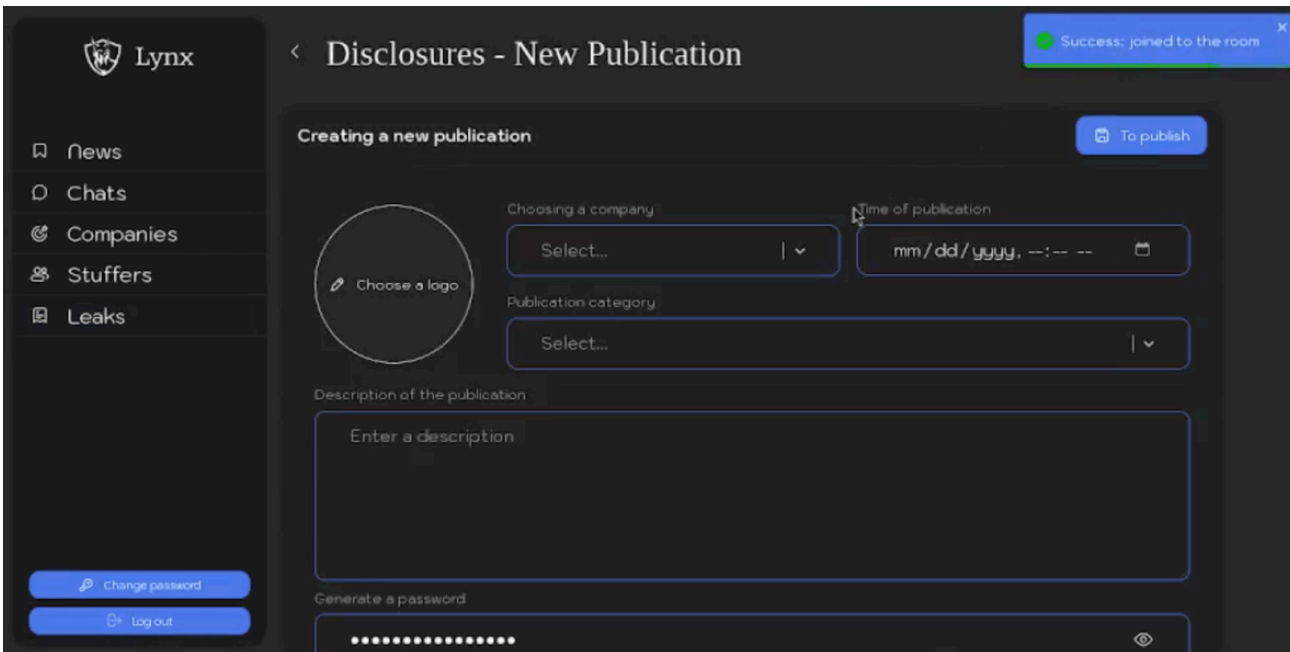 Lynx
Disclosures - New Publication
Success: joined to the room
News
Chats
Companies
Stuffers
Leaks
Creating a new publication
To publish
Choose a logo
Choosing a company
Time of publication
Select...
mm/dd/yyyy, --:-- --
Publication category
Select...
Description of the publication
Enter a description
Generate a password
••••••••••••••••
Change password
Log out